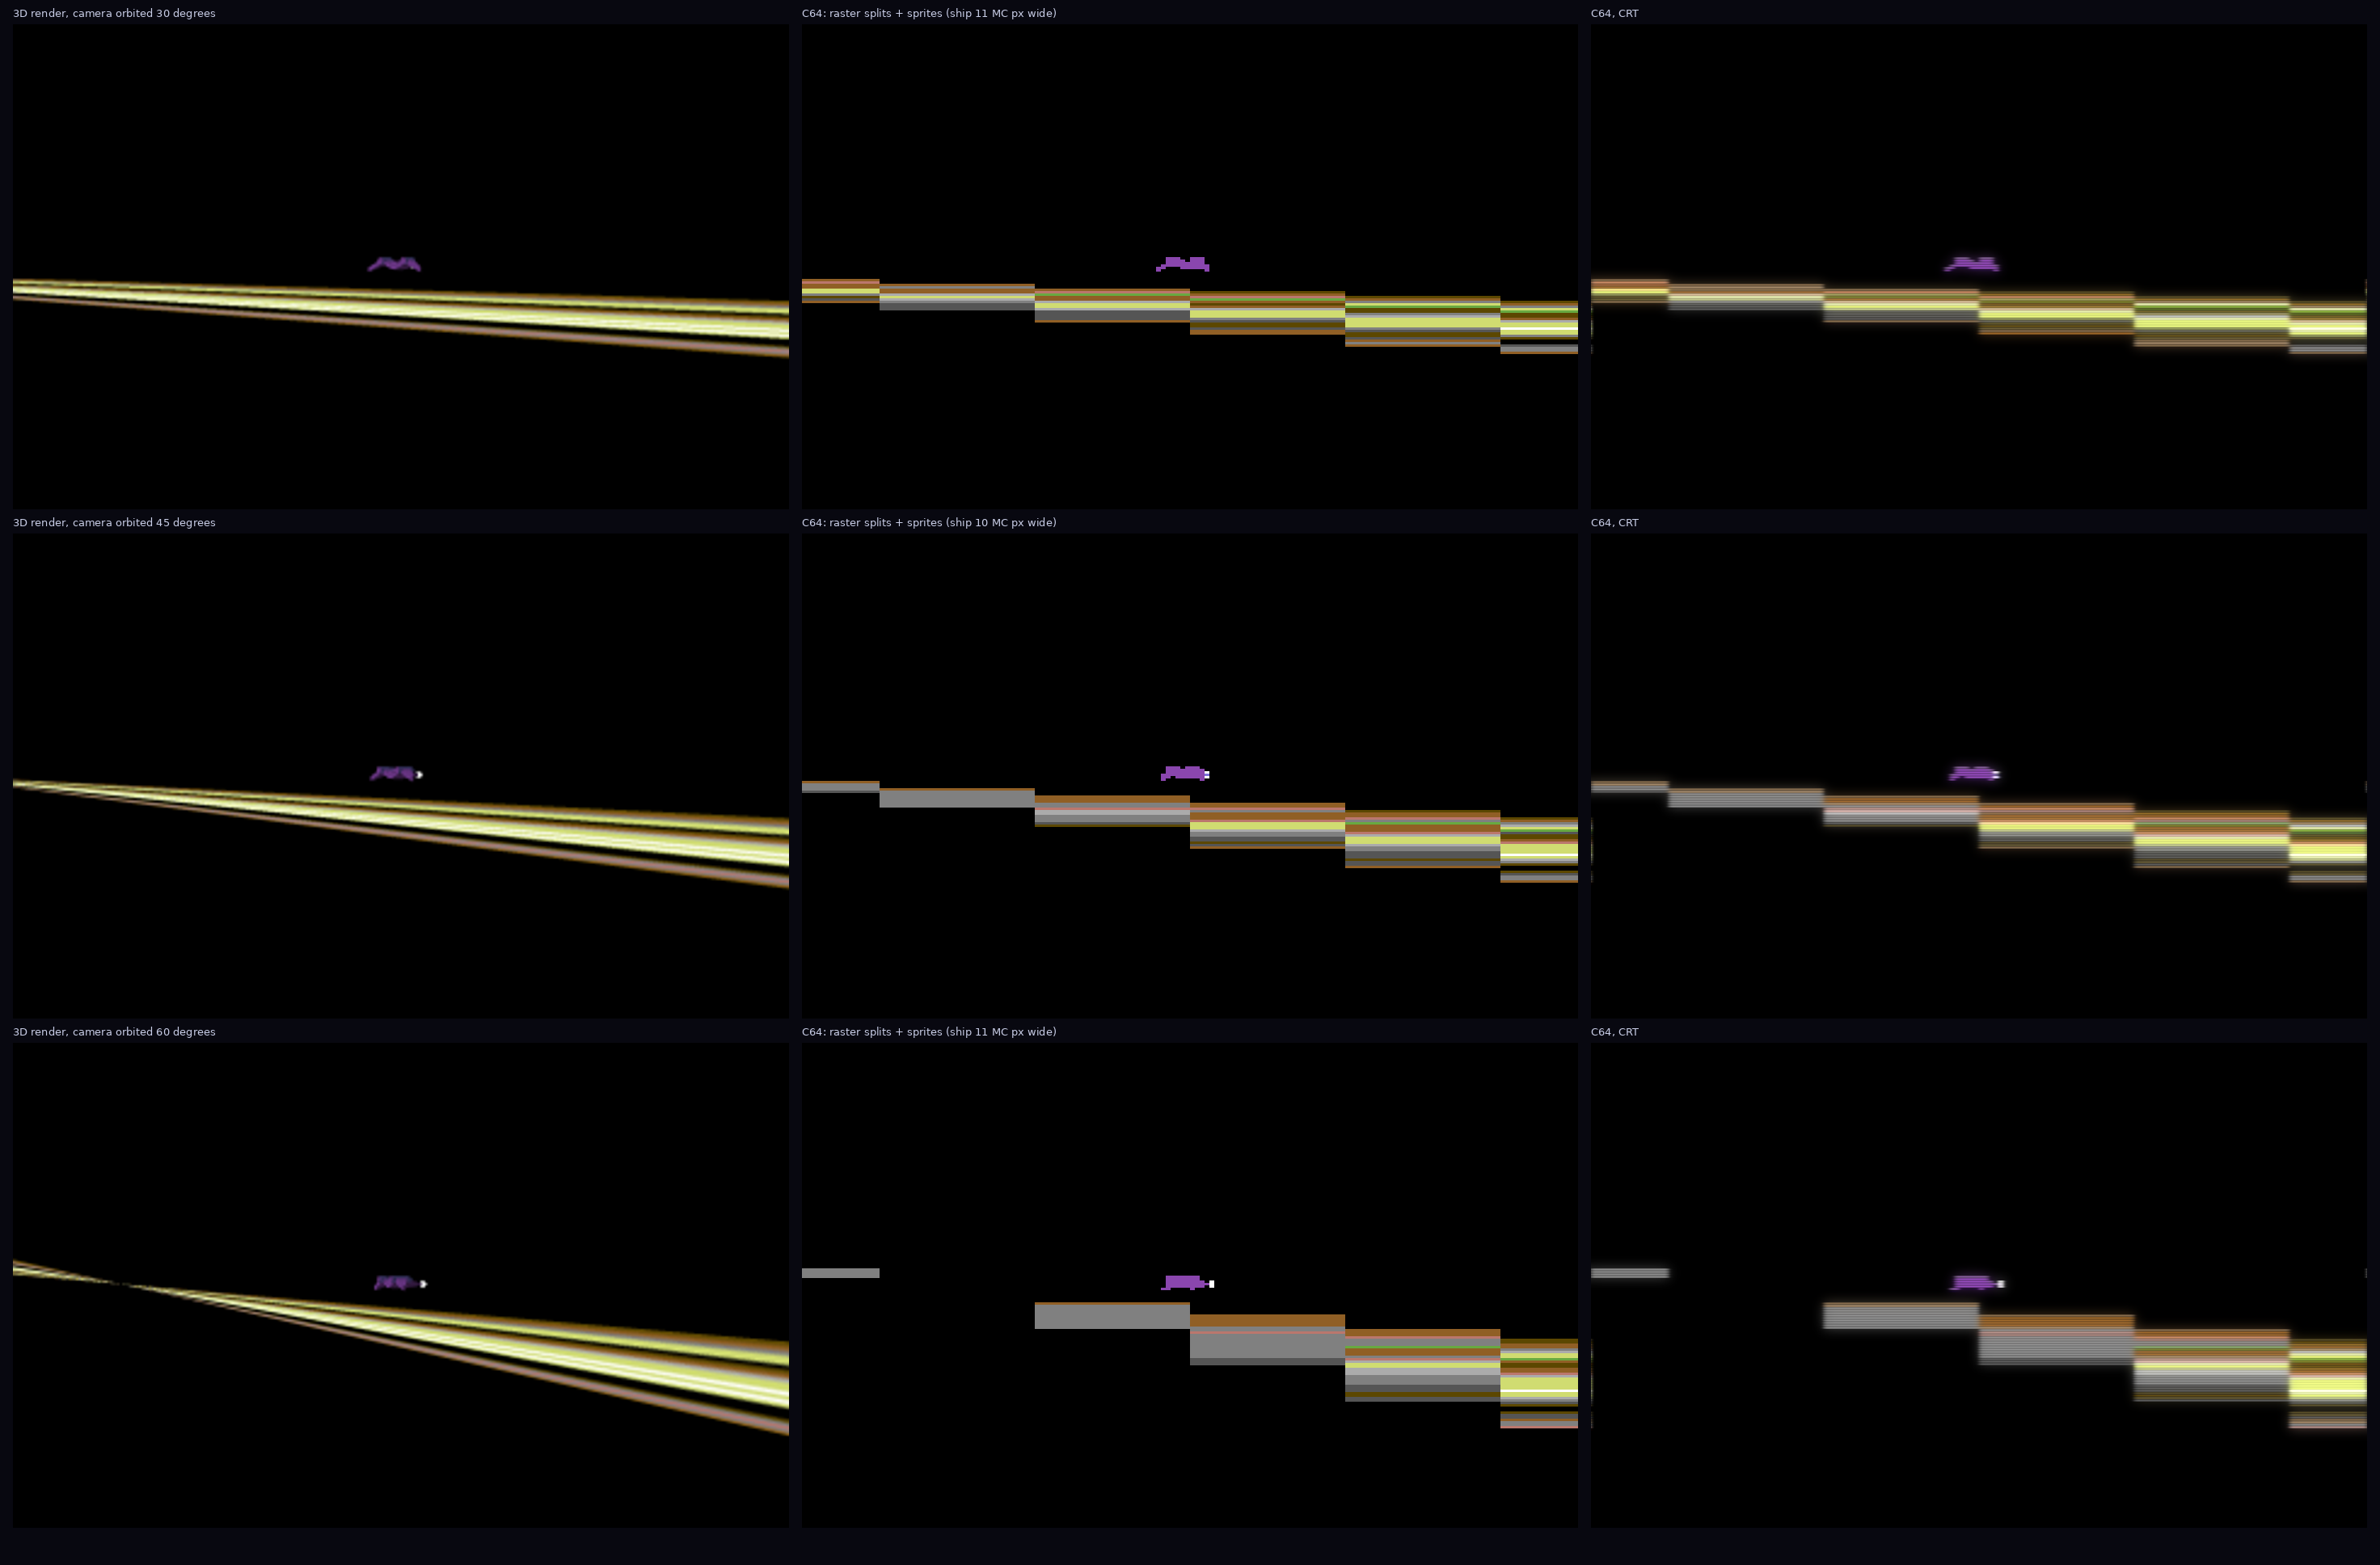 3D render, camera orbited 30 degrees
C64: raster splits + sprites (ship 11 MC px wide)
C64, CRT
3D render, camera orbited 45 degrees
C64: raster splits + sprites (ship 10 MC px wide)
C64, CRT
3D render, camera orbited 60 degrees
C64: raster splits + sprites (ship 11 MC px wide)
C64, CRT